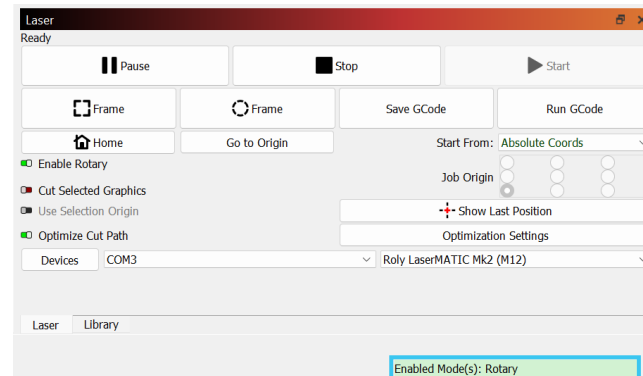 Laser
Ready
Pause
Stop
Start
Frame
Frame
Save GCode
Run GCode
Home
Go to Origin
Start From: Absolute Coords
Enable Rotary
Job Origin
Cut Selected Graphics
Use Selection Origin
Show Last Position
Optimize Cut Path
Optimization Settings
Devices
COM3
Roly LaserMATIC Mk2 (M12)
Laser
Library
Enabled Mode(s): Rotary